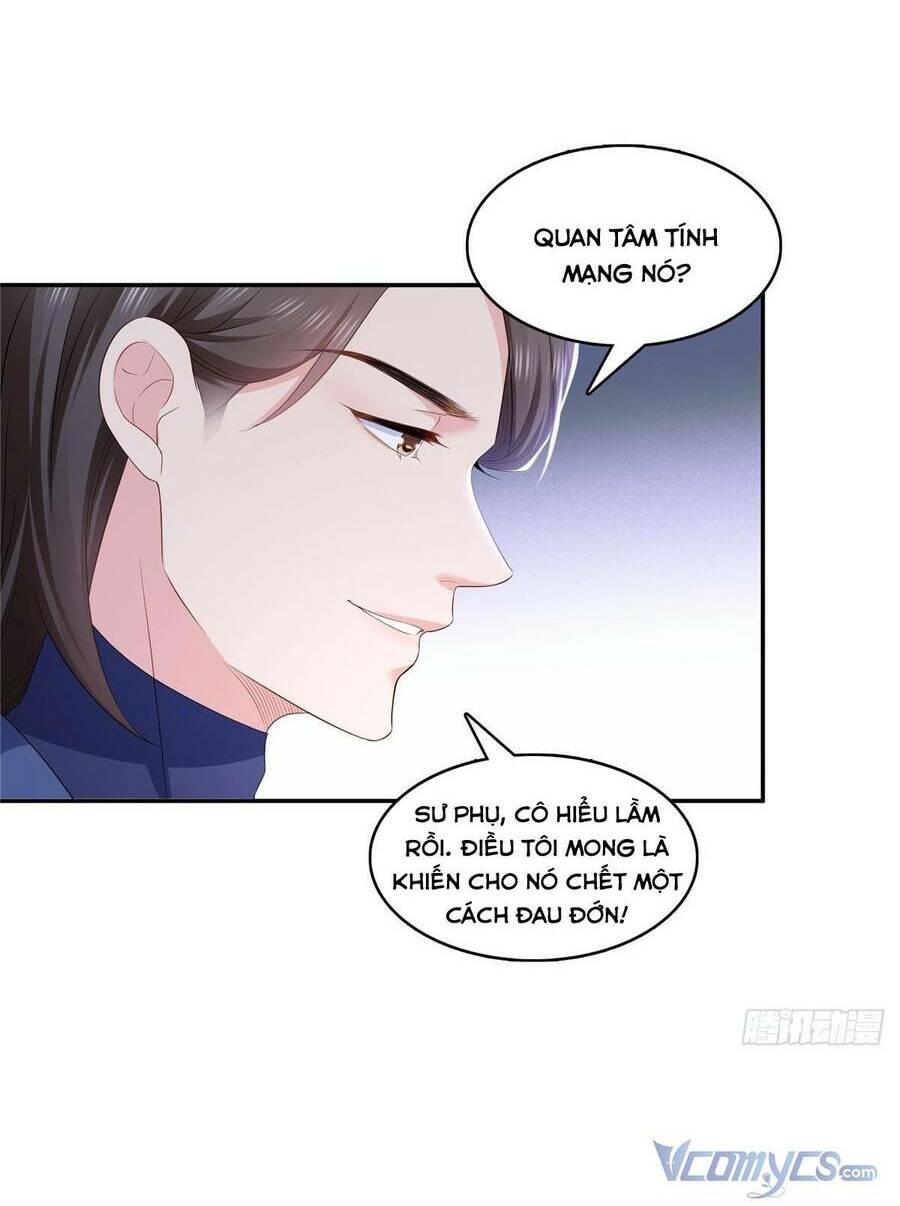 QUAN TÂM TÍNH
MẠNG NÓ?
SƯ PHỤ, CÔ HIỂU LẦM
RỒI. ĐIỀU TÔI MONG LÀ
KHIẾN CHO NÓ CHẾT MỘT
CÁCH ĐAU ĐỚN!
腾讯动漫
VCOMYCS.com